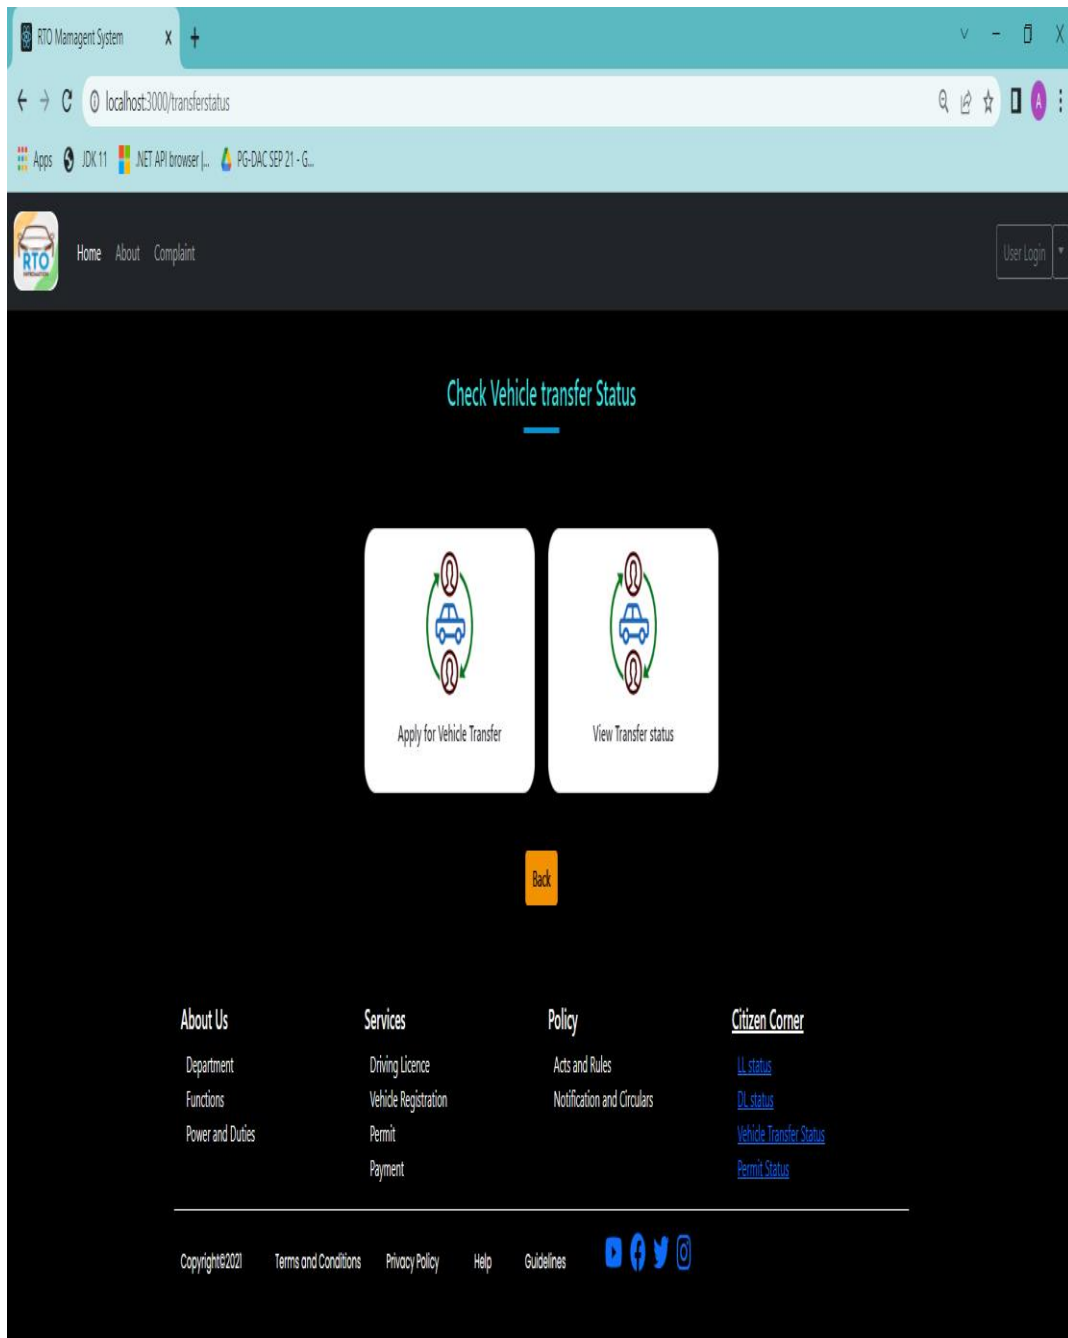 RTO Mamagent System
localhost:3000/transferstatus
A
Apps JDK 11 .NET API browser |... PG-DAC SEP 21 - G...
RTO
Home About Complaint User Login
Check Vehicle transfer Status
Apply for Vehicle Transfer View Transfer status
Back
About Us Services Policy Citizen Corner
Department Driving Licence Acts and Rules LL status
Functions Vehicle Registration Notification and Circulars DL status
Power and Duties Permit Vehicle Transfer Status
Payment Permit Status
Copyright©2021 Terms and Conditions Privacy Policy Help Guidelines